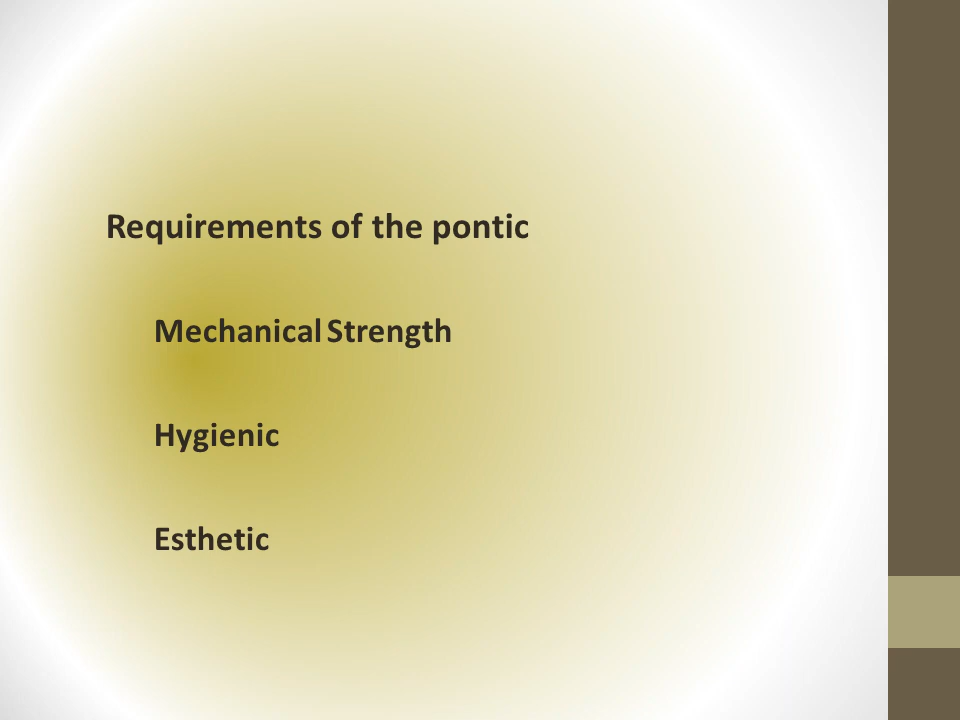 Requirements of the pontic
Mechanical Strength
Hygienic
Esthetic